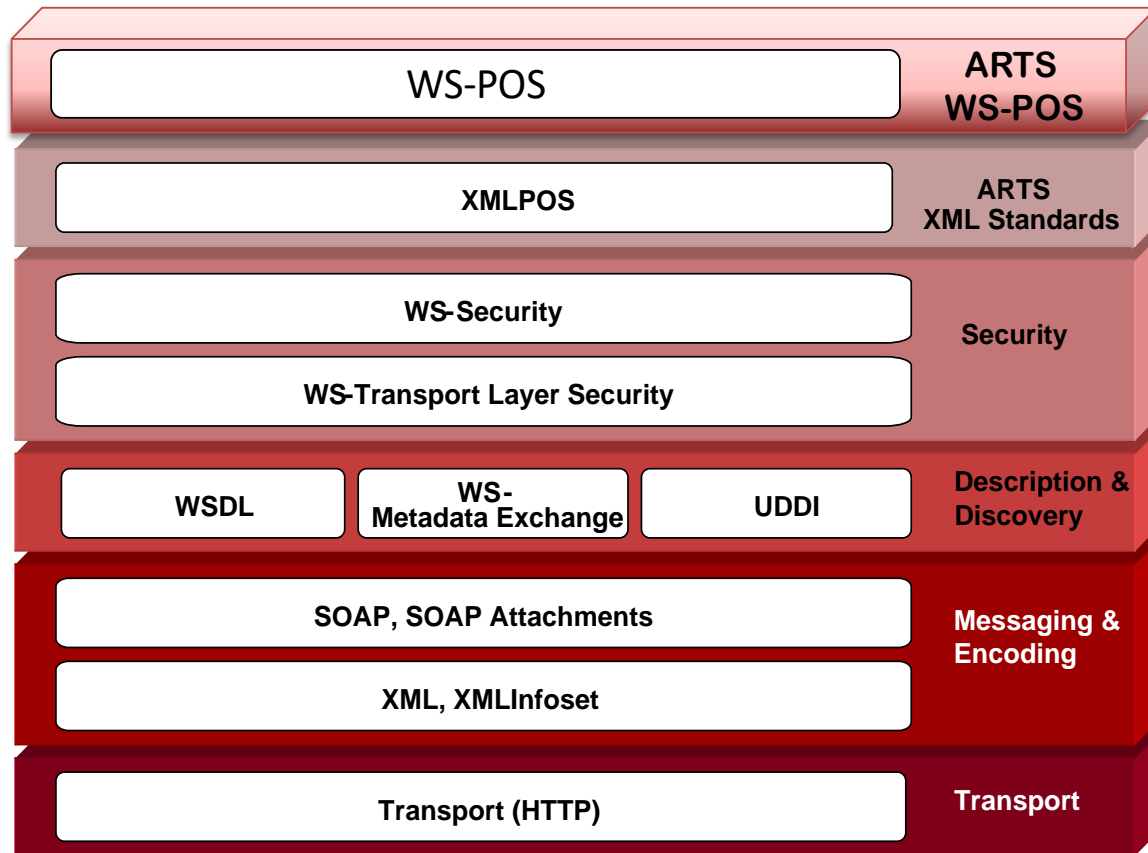 WS-POS
ARTS
WS-POS
XMLPOS
ARTS
XML Standards
WS-Security
WS-Transport Layer Security
Security
WSDL
WS-
Metadata Exchange
UDDI
Description &
Discovery
SOAP, SOAP Attachments
XML, XMLInfoset
Messaging &
Encoding
Transport (HTTP)
Transport